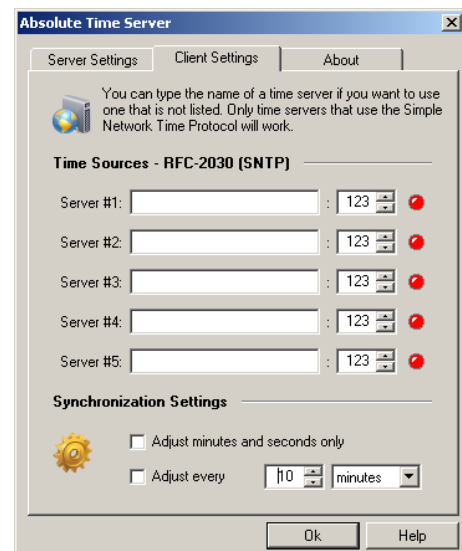 Absolute Time Server
Server Settings Client Settings About
You can type the name of a time server if you want to use
one that is not listed. Only time servers that use the Simple
Network Time Protocol will work.
Time Sources - RFC-2030 (SNTP)
Server #1: : 123
Server #2: : 123
Server #3: : 123
Server #4: : 123
Server #5: : 123
Synchronization Settings
Adjust minutes and seconds only
Adjust every 10 minutes
Ok Help